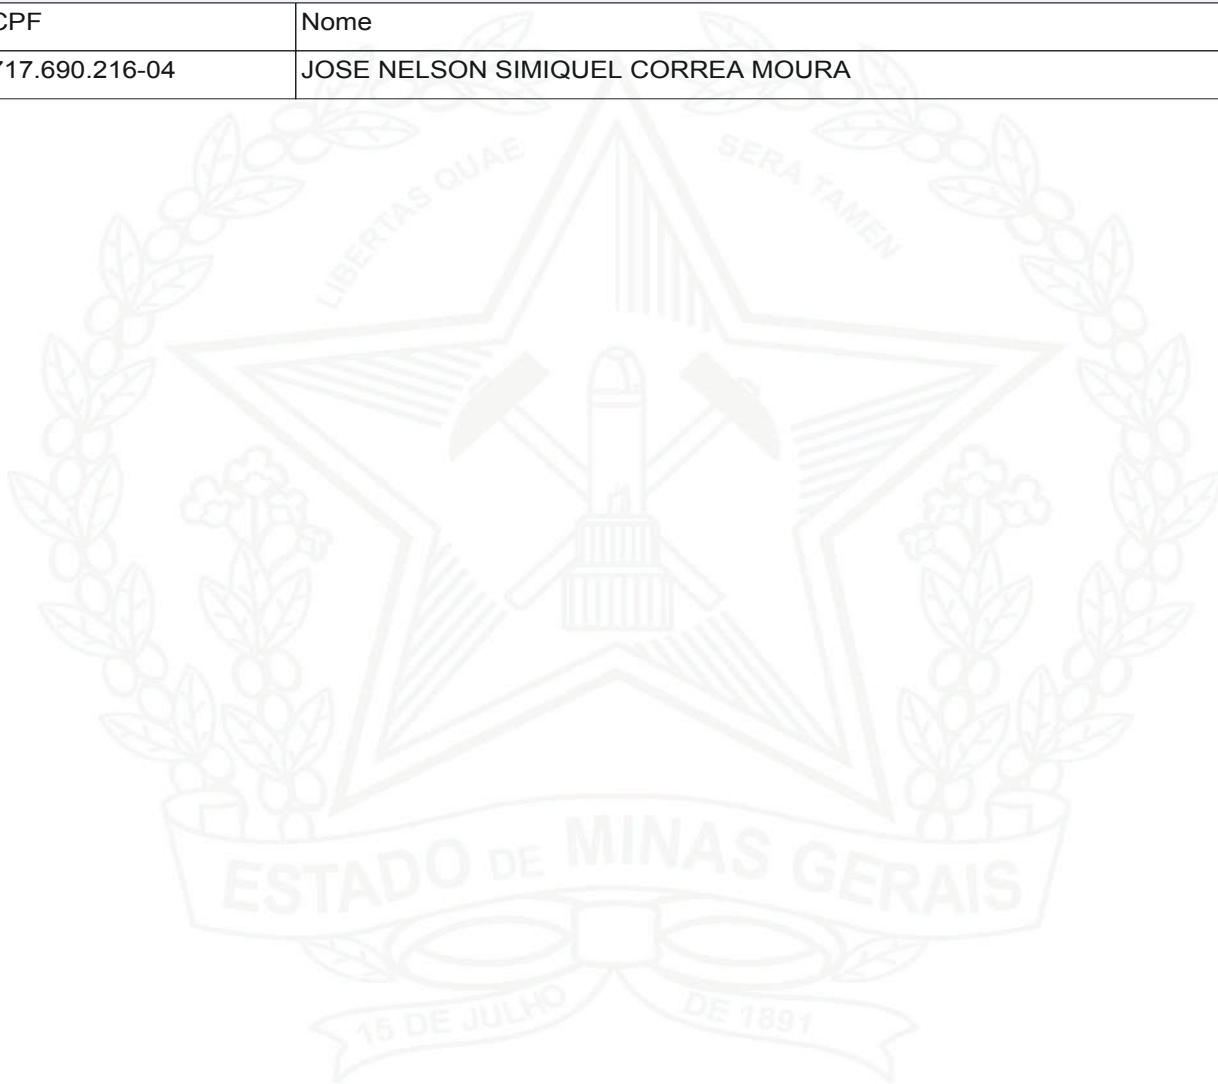 CPF Nome
717.690.216-04 JOSE NELSON SIMIQUEL CORREA MOURA
LIBERTAS QUAE SERA TAMEN
ESTADO DE MINAS GERAIS
15 DE JULHO DE 1891